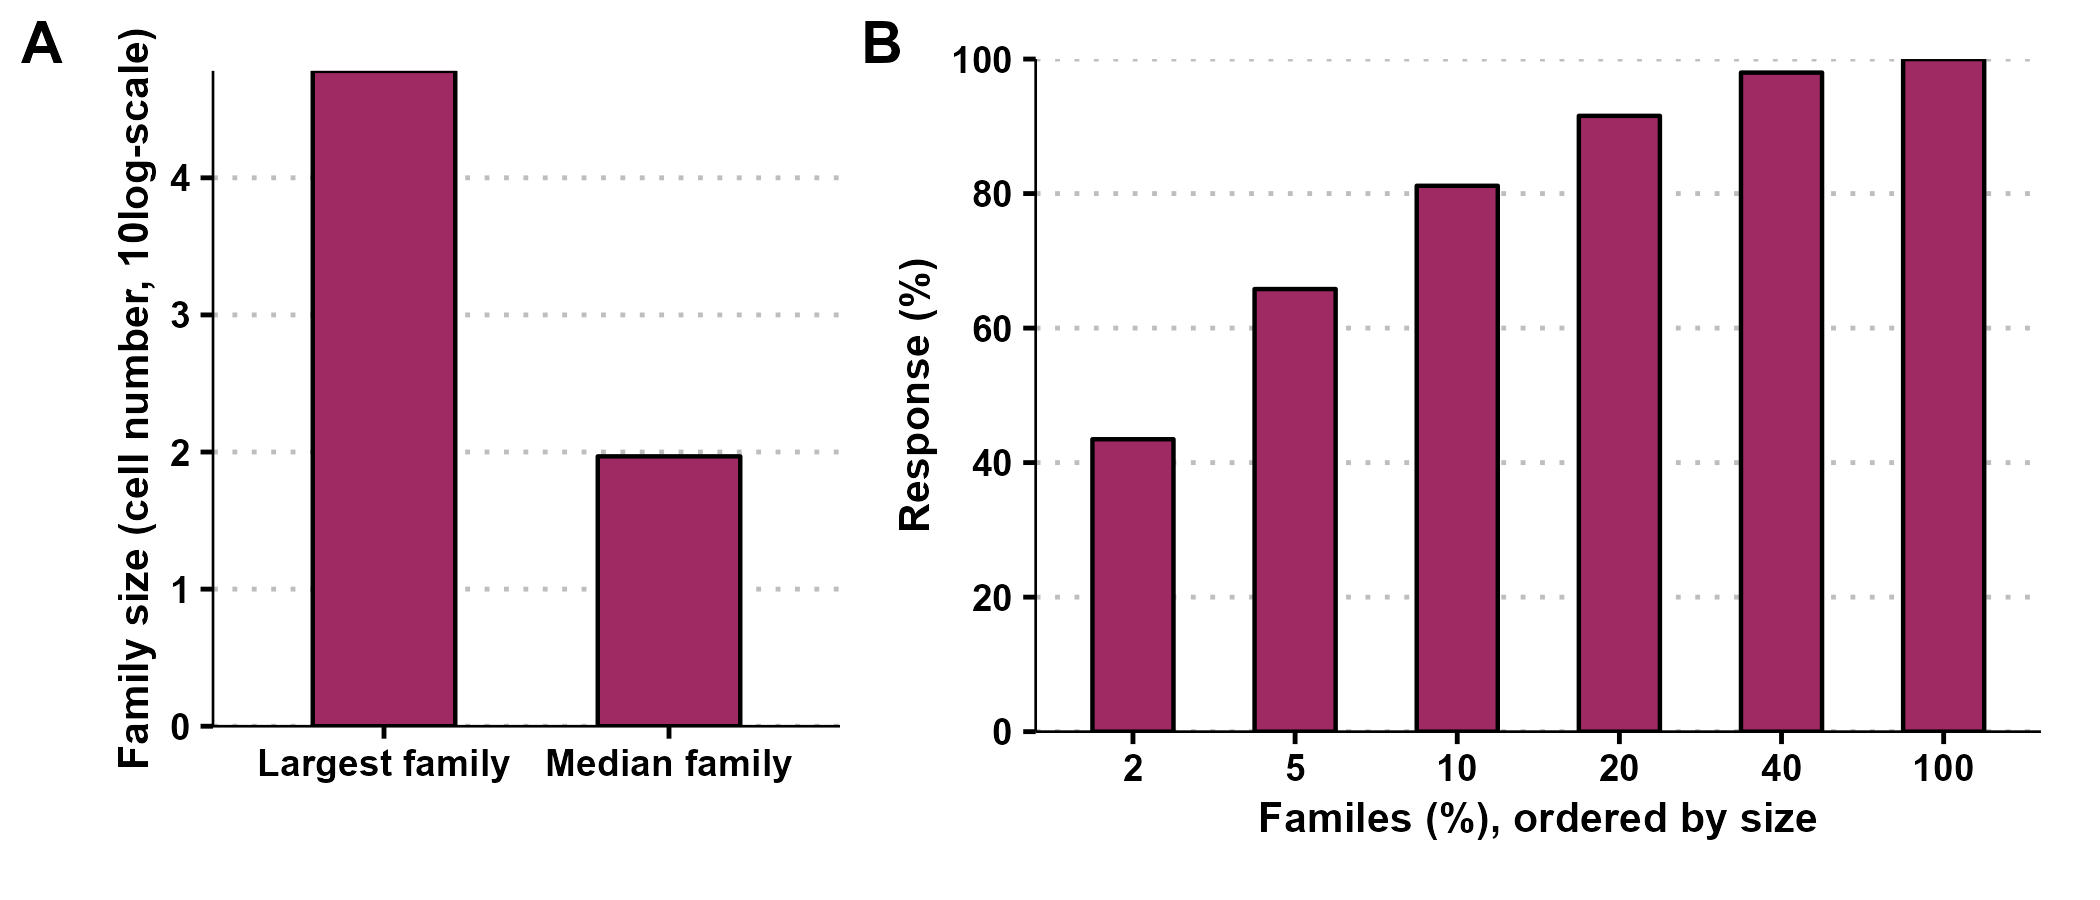 A
Family size (cell number, 10log-scale)
4
3
2
1
0
Largest family Median family
B
Response (%)
100
80
60
40
20
0
2 5 10 20 40 100
Familes (%), ordered by size